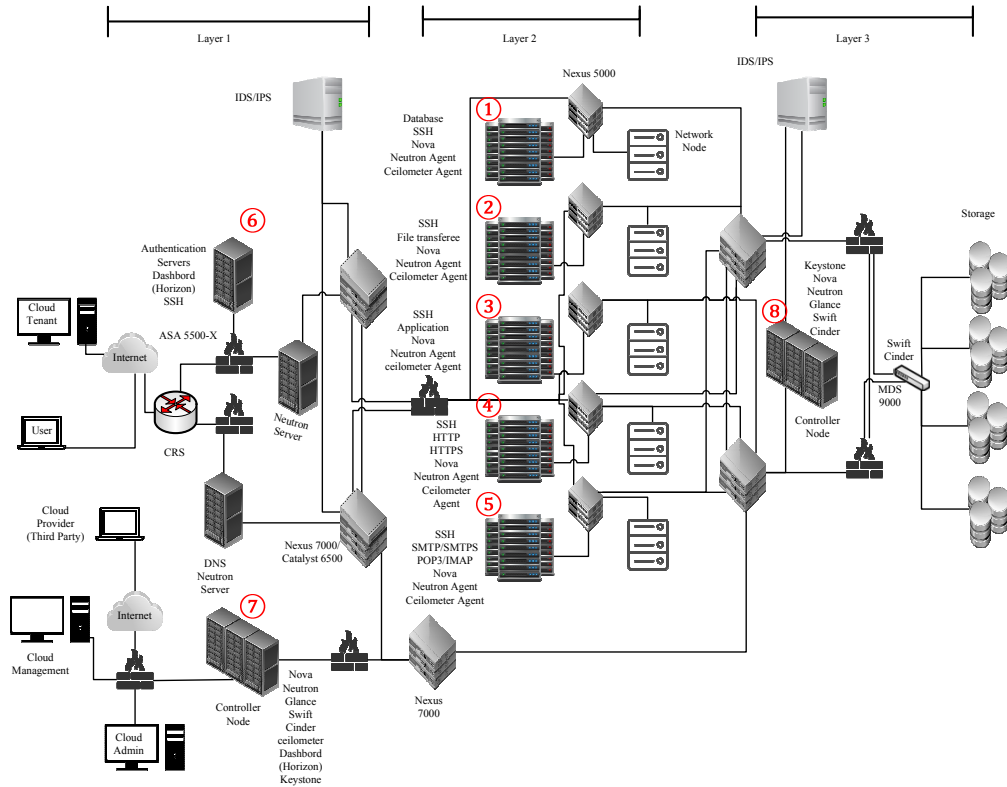 Layer 1
Layer 2
Layer 3
IDS/IPS
Nexus 5000
IDS/IPS
①
Database
SSH
Nova
Neutron Agent
Ceilometer Agent
Network
Node
②
SSH
File transferee
Nova
Neutron Agent
Ceilometer Agent
③
SSH
Application
Nova
Neutron Agent
ceilometer Agent
④
SSH
HTTP
HTTPS
Nova
Neutron Agent
Ceilometer
Agent
⑤
SSH
SMTP/SMTPS
POP3/IMAP
Nova
Neutron Agent
Ceilometer Agent
⑥
Authentication
Servers
Dashbord
(Horizon)
SSH
Cloud
Tenant
Internet
ASA 5500-X
User
CRS
Neutron
Server
DNS
Neutron
Server
Nexus 7000/
Catalyst 6500
Cloud
Provider
(Third Party)
Internet
Cloud
Management
Cloud
Admin
⑦
Controller
Node
Nova
Neutron
Glance
Swift
Cinder
ceilometer
Dashbord
(Horizon)
Keystone
Nexus
7000
⑧
Keystone
Nova
Neutron
Glance
Swift
Cinder
Controller
Node
Swift
Cinder
MDS
9000
Storage